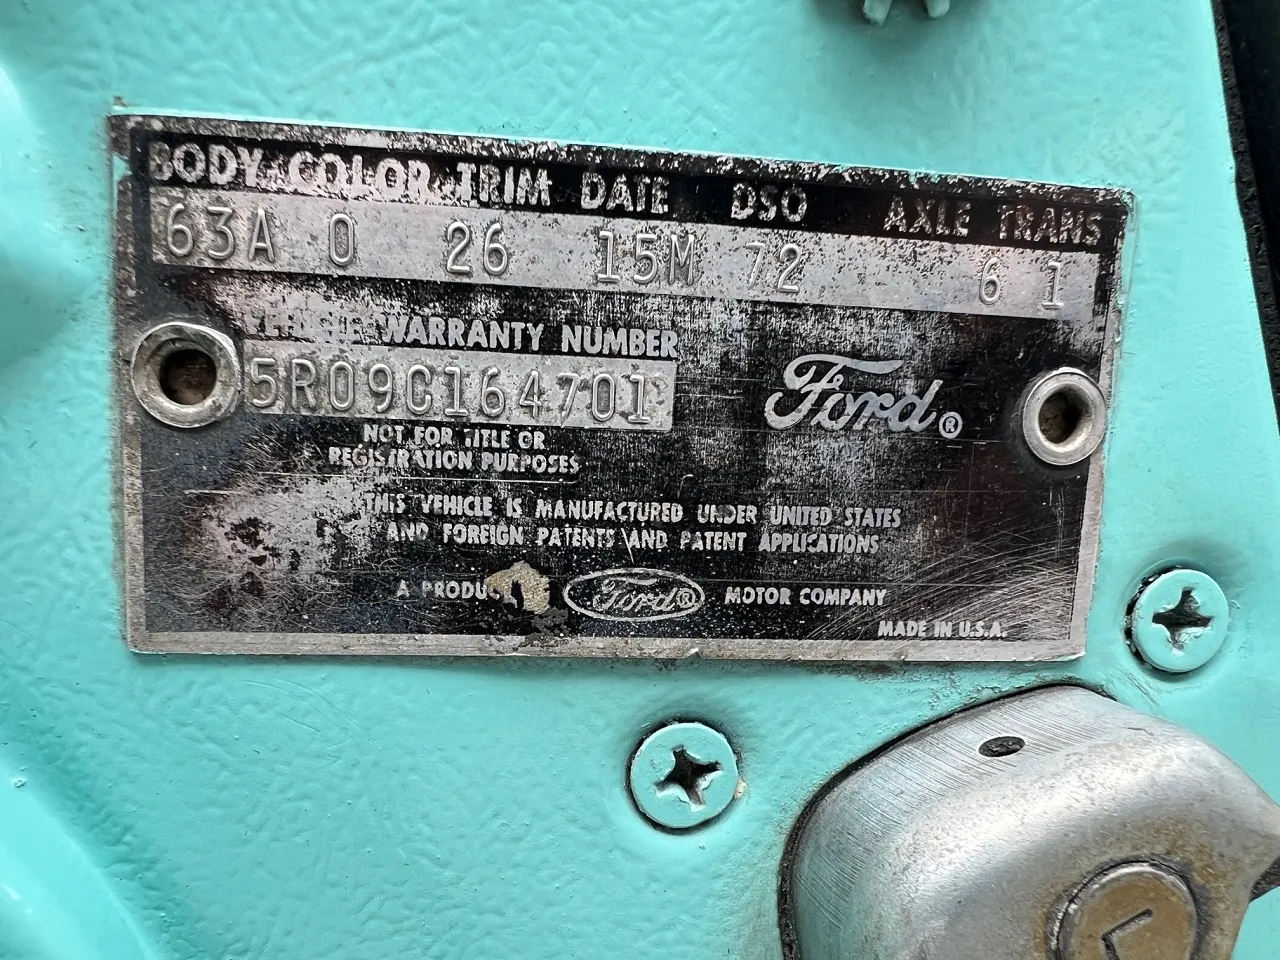 BODY COLOR TRIM DATE DSO AXLE TRANS
63A 0 26 15M 72 6 1
VEHICLE WARRANTY NUMBER
5R09C164701
Ford®
NOT FOR TITLE OR
REGISTRATION PURPOSES
THIS VEHICLE IS MANUFACTURED UNDER UNITED STATES
AND FOREIGN PATENTS AND PATENT APPLICATIONS
A PRODUCT Ford® MOTOR COMPANY
MADE IN U.S.A.